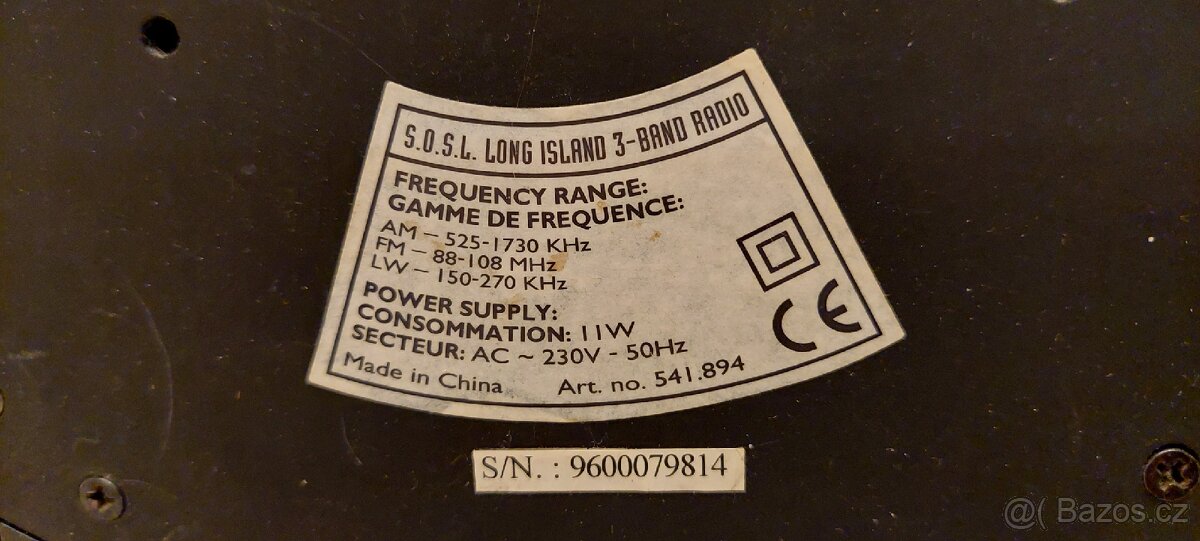 S.O.S.L. LONG ISLAND 3-BAND RADIO
FREQUENCY RANGE:
GAMME DE FREQUENCE:
AM – 525-1730 KHz
FM – 88-108 MHz
LW – 150-270 KHz
POWER SUPPLY:
CONSOMMATION: 11W
SECTEUR: AC ~ 230V - 50Hz
Made in China Art. no. 541.894
CE
S/N. : 9600079814
@( Bazos.cz